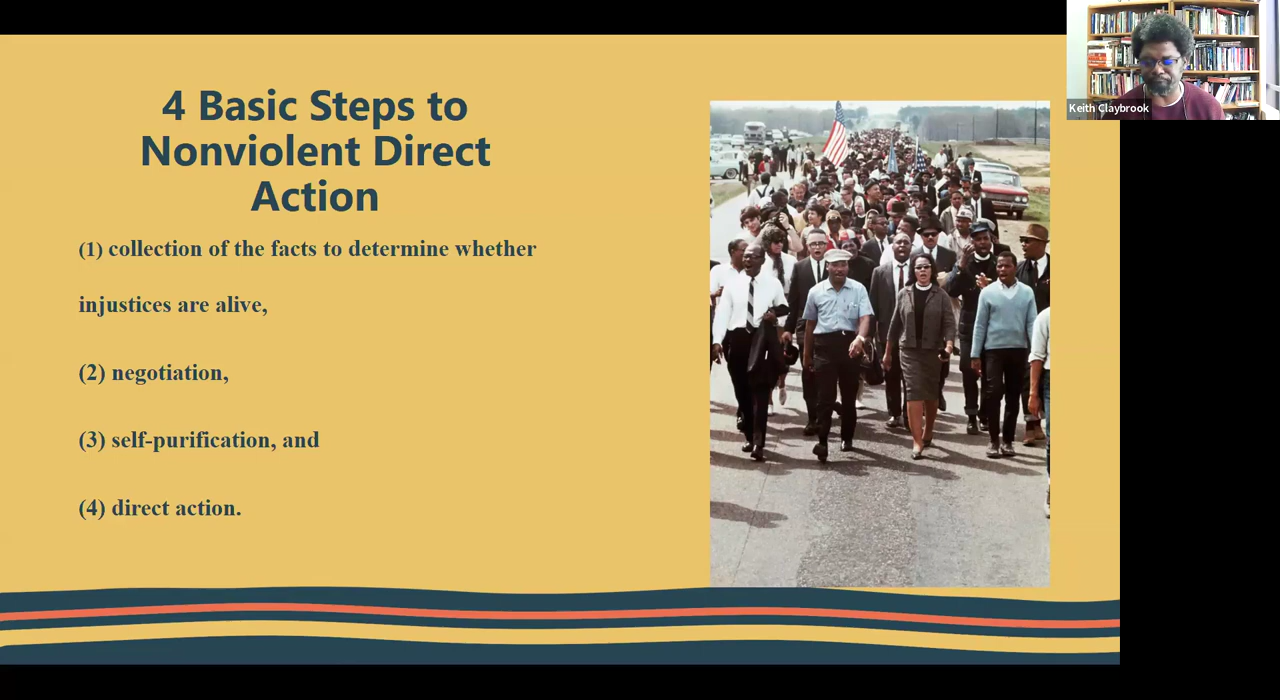 4 Basic Steps to
Nonviolent Direct
Action
(1) collection of the facts to determine whether
injustices are alive,
(2) negotiation,
(3) self-purification, and
(4) direct action.
Keith Claybrook